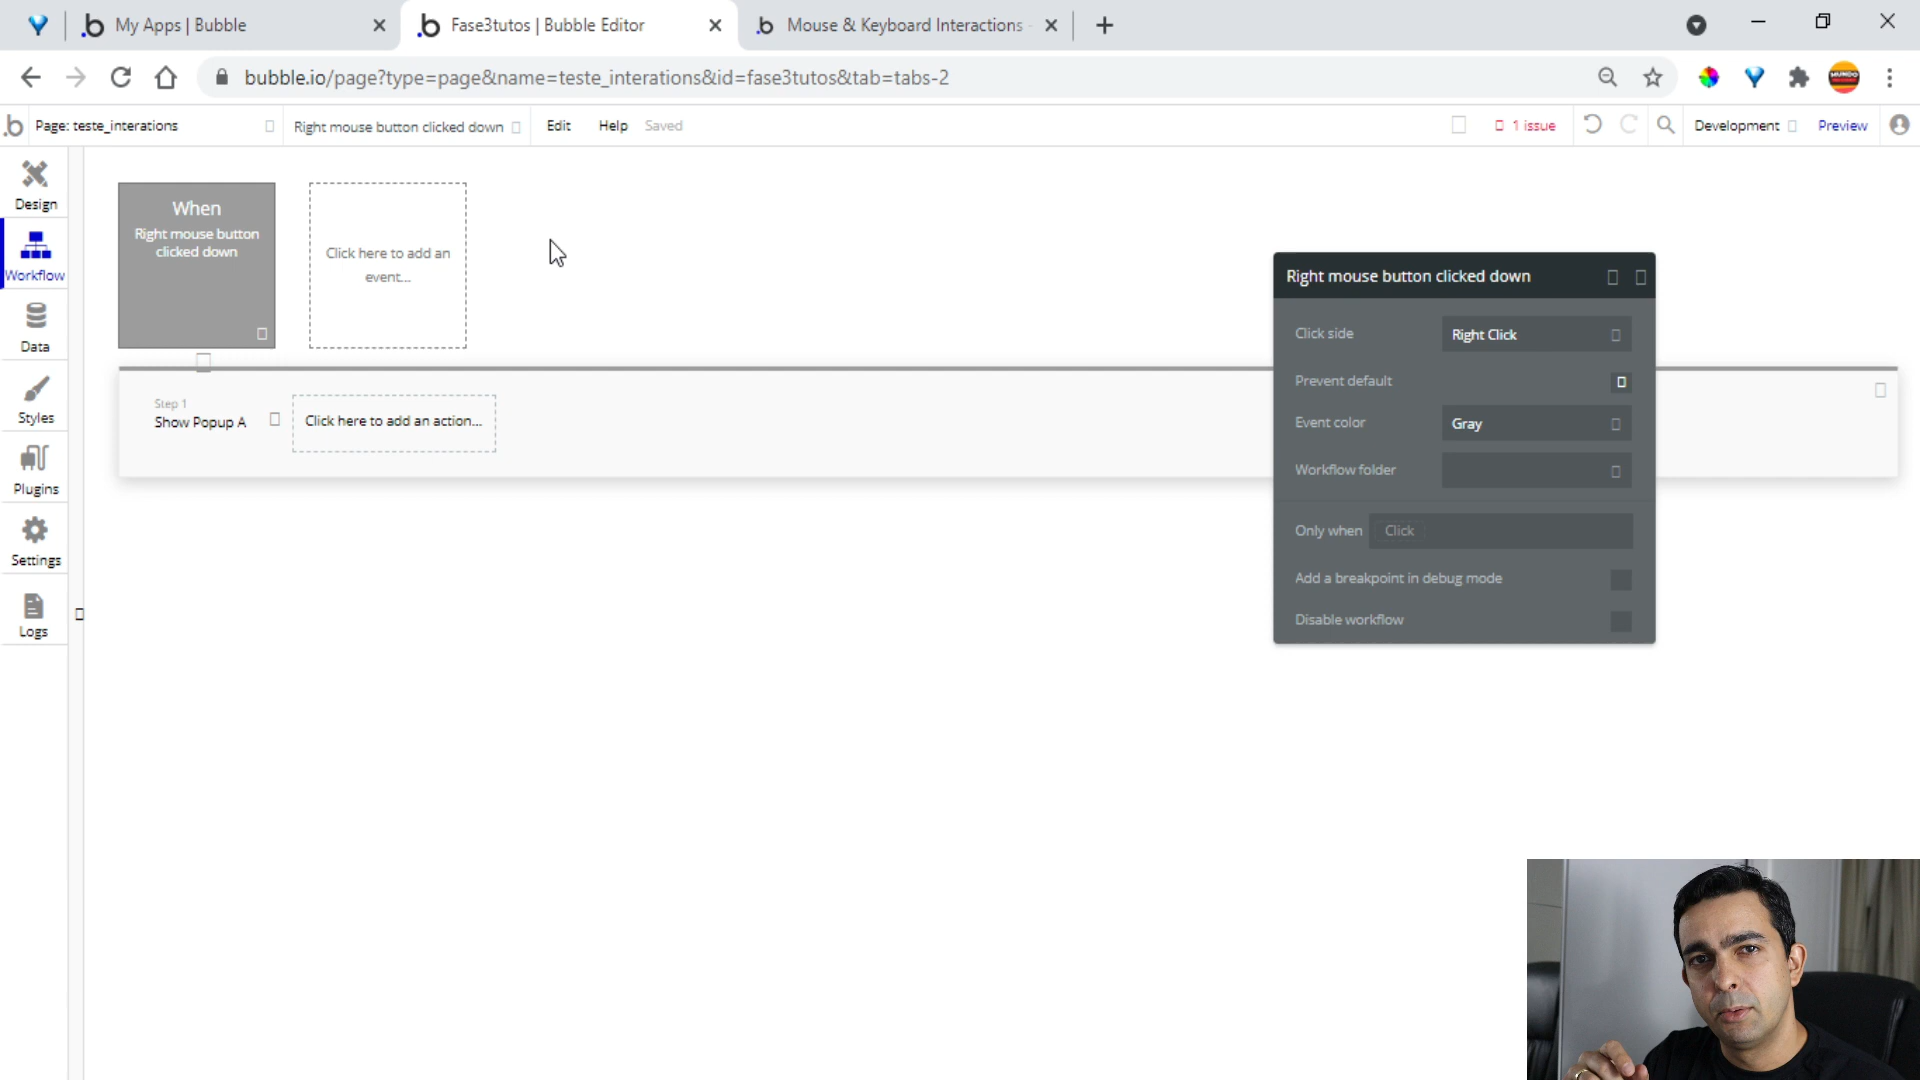 My Apps | Bubble
Fase3tutos | Bubble Editor
Mouse & Keyboard Interactions
bubble.io/page?type=page&name=teste_interations&id=fase3tutos&tab=tabs-2
Page: teste_interations
Right mouse button clicked down
Edit
Help
Saved
1 issue
Development
Preview
Design
Workflow
Data
Styles
Plugins
Settings
Logs
When
Right mouse button
clicked down
Click here to add an
event...
Step 1
Show Popup A
Click here to add an action...
Right mouse button clicked down
Click side
Right Click
Prevent default
Event color
Gray
Workflow folder
Only when
Click
Add a breakpoint in debug mode
Disable workflow